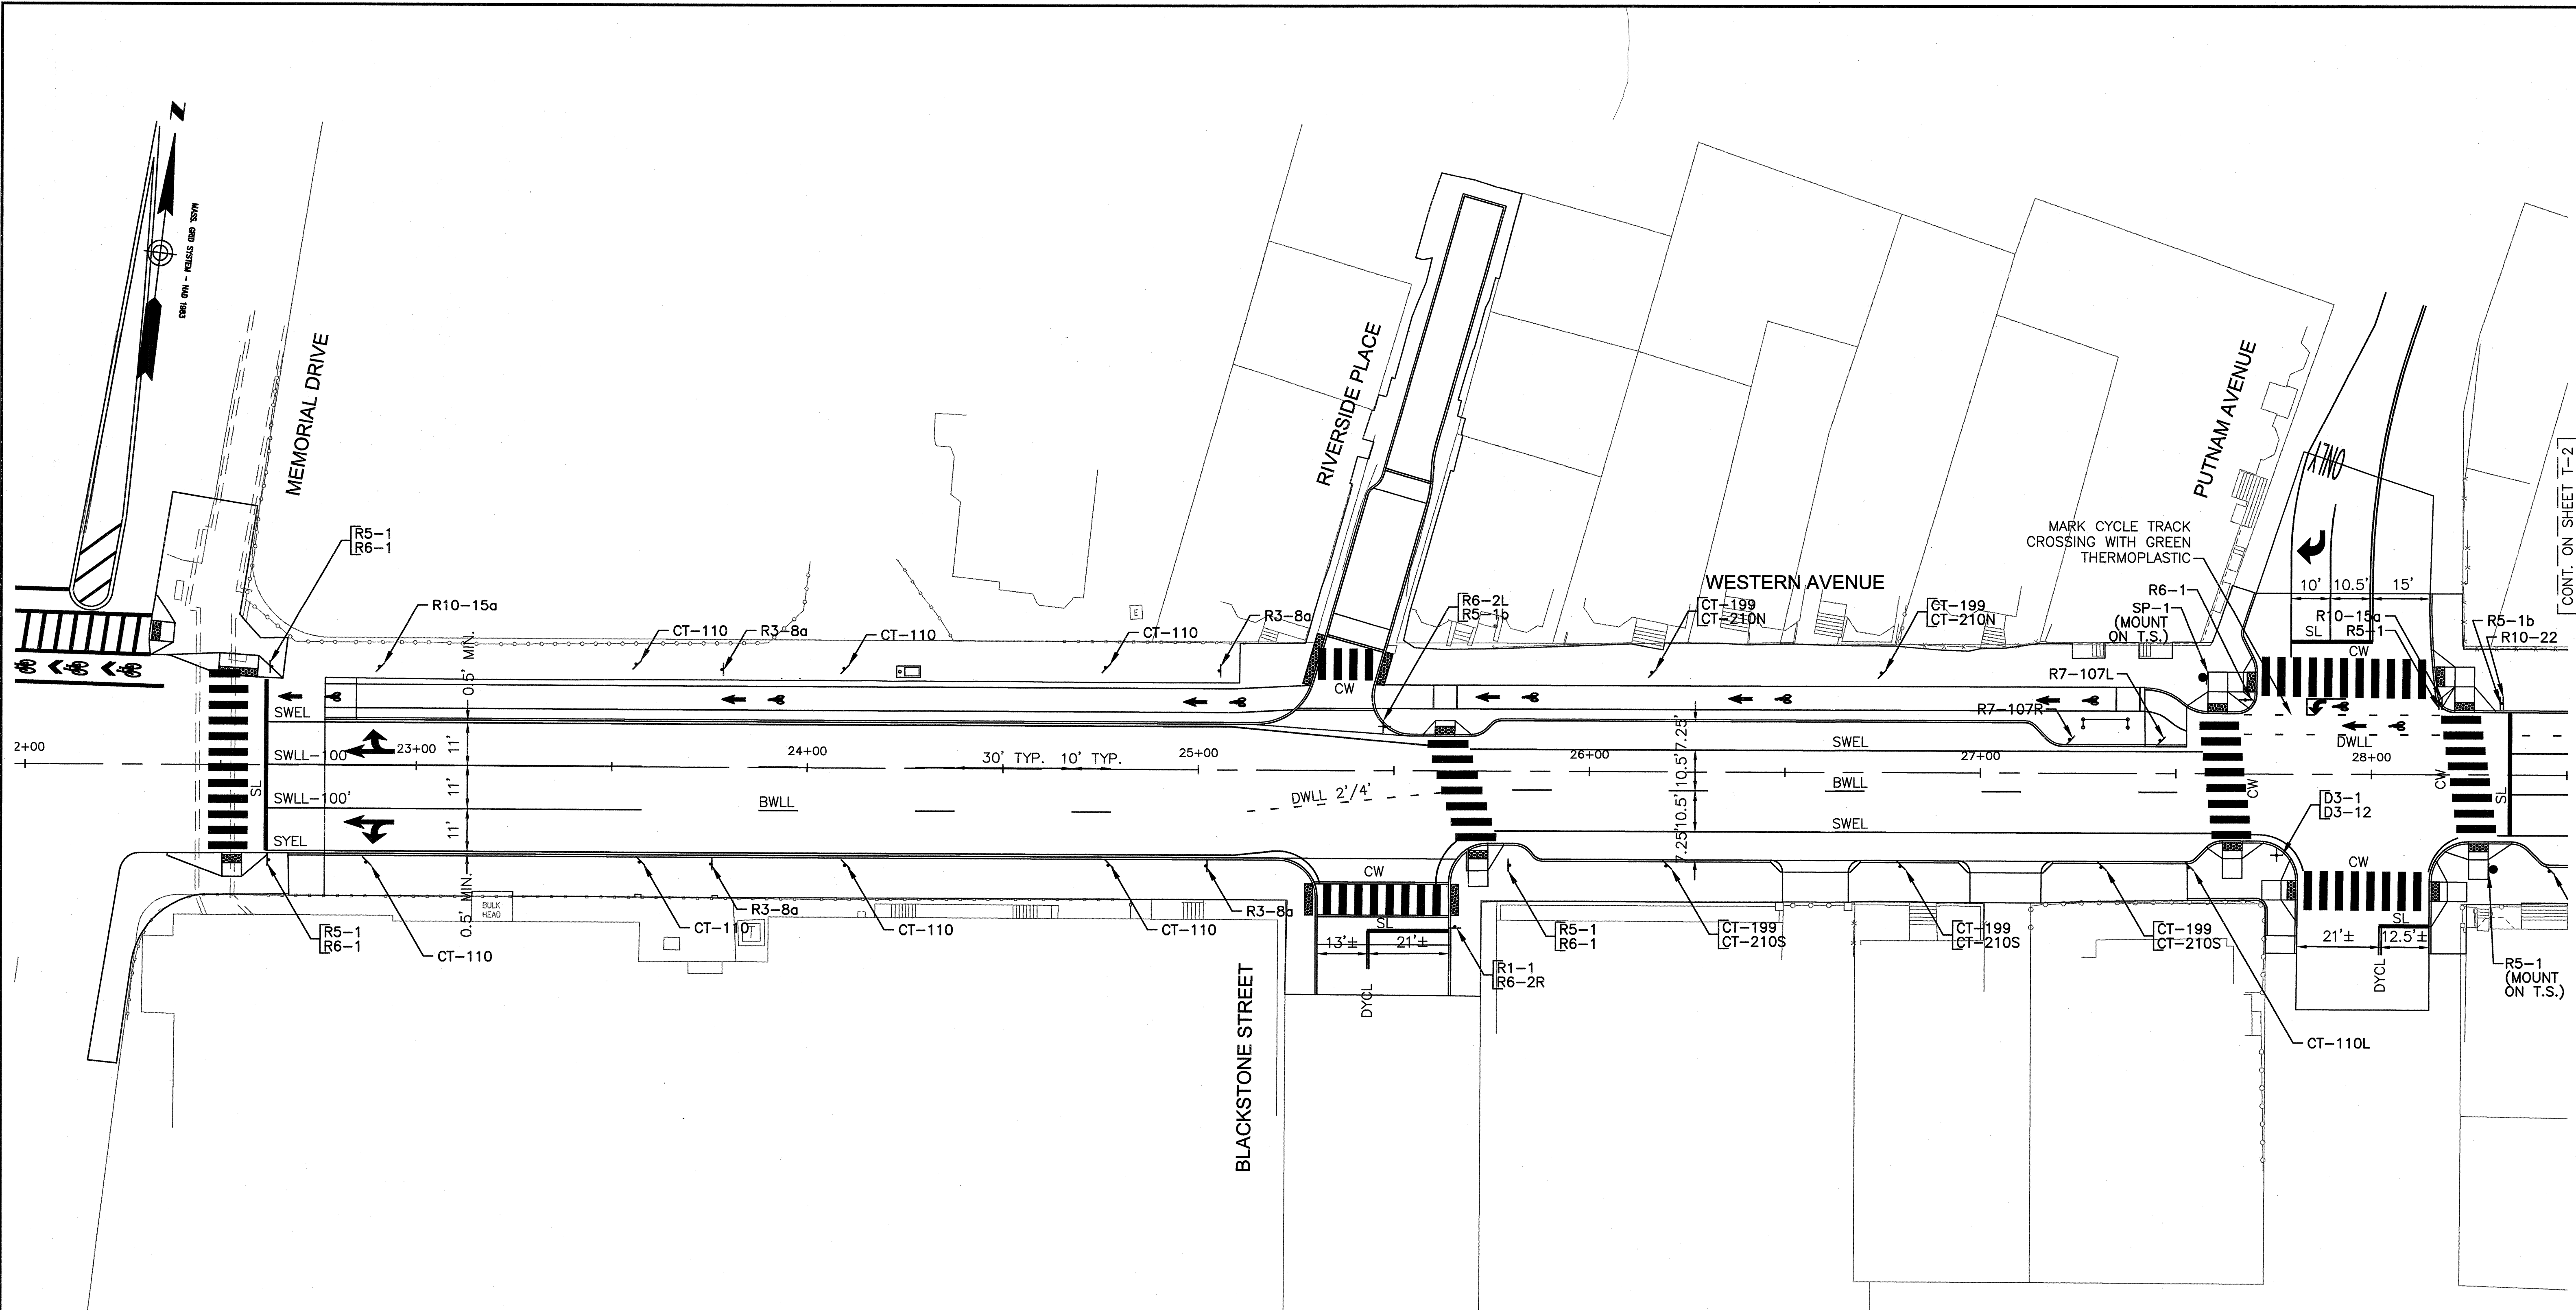 Z
MASS. GRID SYSTEM - NAD 1983
MEMORIAL DRIVE
RIVERSIDE PLACE
PUTNAM AVENUE
WESTERN AVENUE
BLACKSTONE STREET
CONT. ON SHEET T-2
ONLY
MARK CYCLE TRACK
CROSSING WITH GREEN
THERMOPLASTIC
R5-1
R6-1
R10-15a
CT-110
R3-8a
CT-110
CT-110
R3-8a
E
R6-2L
R5-1b
CT-199
CT-210N
CT-199
CT-210N
R6-1
SP-1
(MOUNT
ON T.S.)
R7-107L
R7-107R
10'
10.5'
15'
R10-15a
R5-1
SL
CW
R5-1b
R10-22
CW
0.5' MIN.
SWEL
SWLL-100'
SWLL-100'
SYEL
SL
11'
11'
11'
0.5' MIN.
2+00
23+00
24+00
30' TYP.
10' TYP.
25+00
26+00
27+00
28+00
BWLL
DWLL 2'/4'
7.25'
10.5'
10.5'
7.25'
SWEL
BWLL
SWEL
DWLL
CW
CW
SL
D3-1
D3-12
CW
CW
SL
13'±
21'±
DYCL
R5-1
R6-1
CT-110
BULK
HEAD
CT-110
R3-8a
T
CT-110
CT-110
R3-8a
R1-1
R6-2R
R5-1
R6-1
CT-199
CT-210S
CT-199
CT-210S
CT-199
CT-210S
SL
21'±
12.5'±
DYCL
R5-1
(MOUNT
ON T.S.)
CT-110L